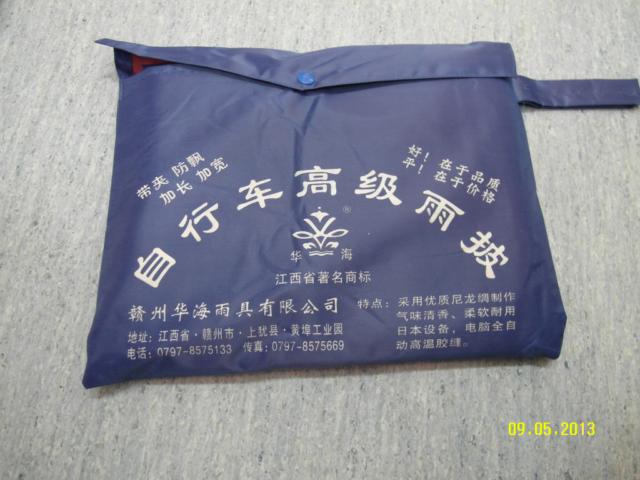 带夹 防飘
加长 加宽
好！在于品质
平！在于价格
自行车高级雨披
®
华 海
江西省著名商标
赣州华海雨具有限公司
地址：江西省·赣州市·上犹县·黄埠工业园
电话：0797-8575133 传真：0797-8575669
特点：采用优质尼龙绸制作
气味清香、柔软耐用
日本设备，电脑全自
动高温胶缝。
09.05.2013